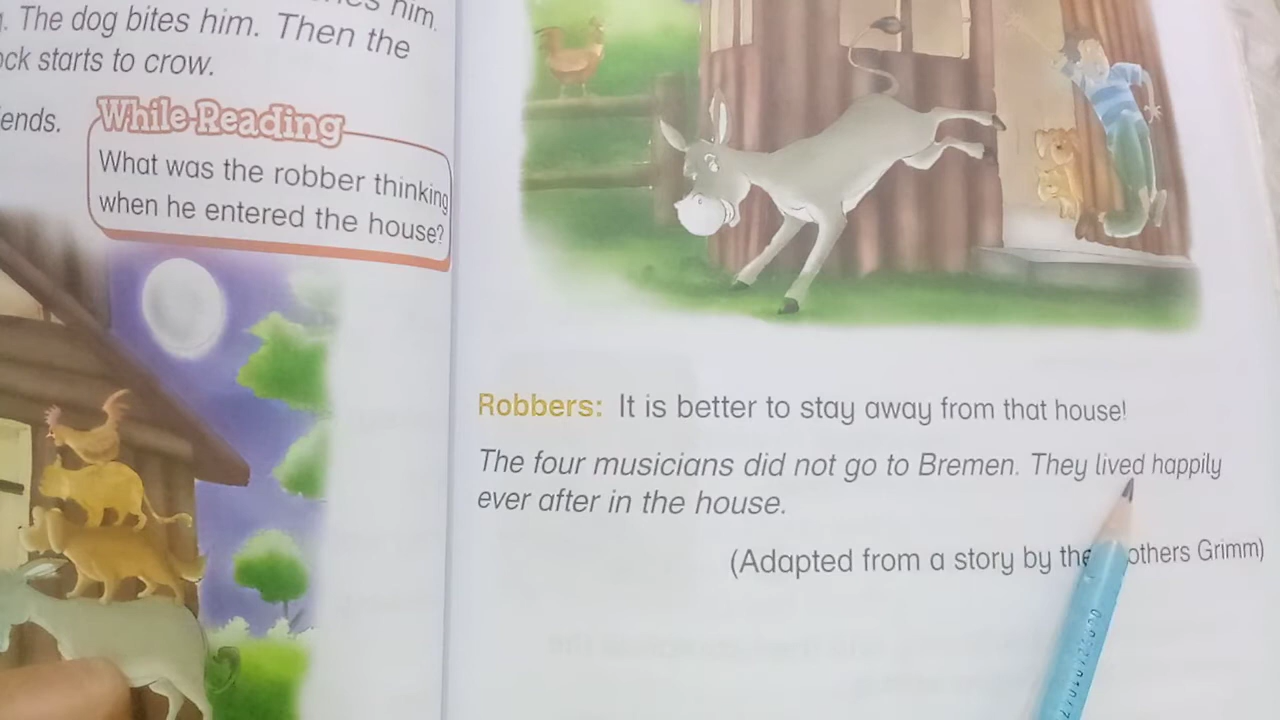 him.
. The dog bites him. Then the
ck starts to crow.
ends.
While-Reading
What was the robber thinking
when he entered the house?
Robbers: It is better to stay away from that house!
The four musicians did not go to Bremen. They lived happily
ever after in the house.
(Adapted from a story by the others Grimm)